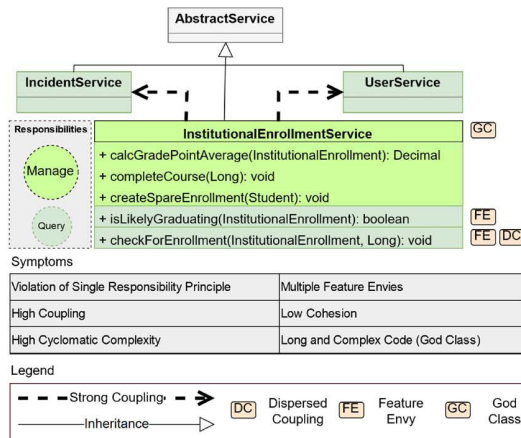 AbstractService
IncidentService
UserService
Responsibilities
Manage
Query
InstitutionalEnrollmentService
GC
+ calcGradePointAverage(InstitutionalEnrollment): Decimal
+ completeCourse(Long): void
+ createSpareEnrollment(Student): void
+ isLikelyGraduating(InstitutionalEnrollment): boolean
FE
+ checkForEnrollment(InstitutionalEnrollment, Long): void
FE DC
Symptoms
Violation of Single Responsibility Principle
Multiple Feature Envies
High Coupling
Low Cohesion
High Cyclomatic Complexity
Long and Complex Code (God Class)
Legend
Strong Coupling
Inheritance
DC
Dispersed
Coupling
FE
Feature
Envy
GC
God
Class